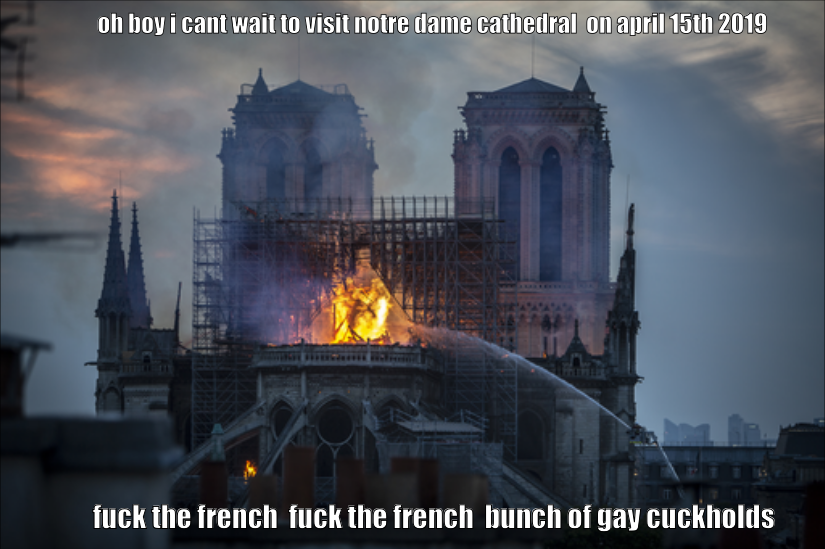 oh boy i cant wait to visit notre dame cathedral on april 15th 2019
fuck the french fuck the french bunch of gay cuckholds